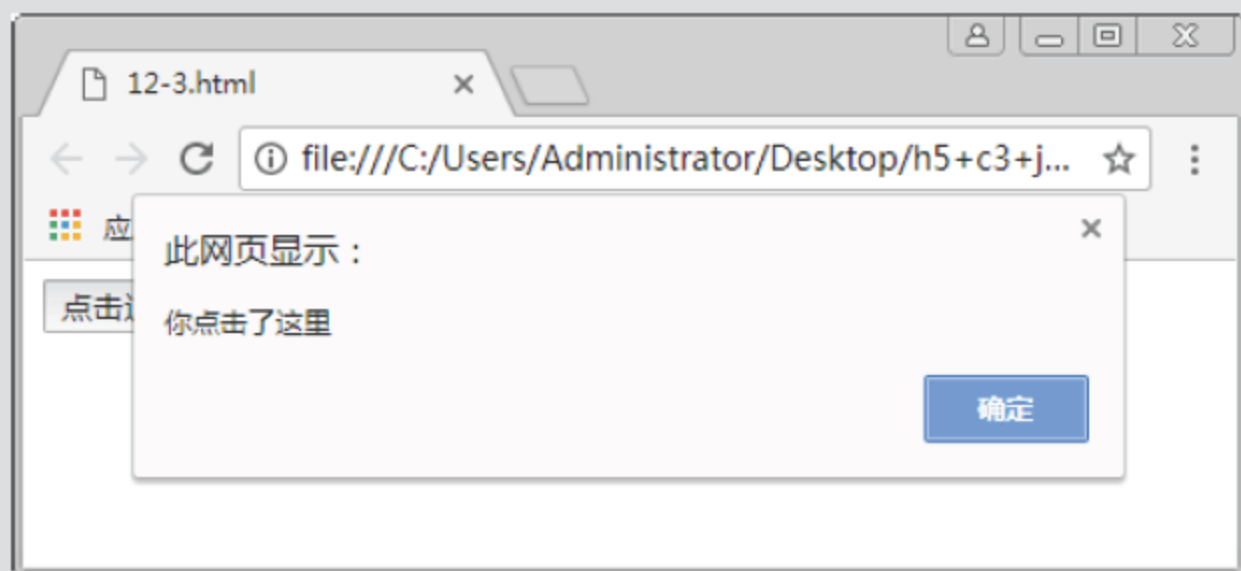 12-3.html
file:///C:/Users/Administrator/Desktop/h5+c3+j...
应
此网页显示：
点击
你点击了这里
确定